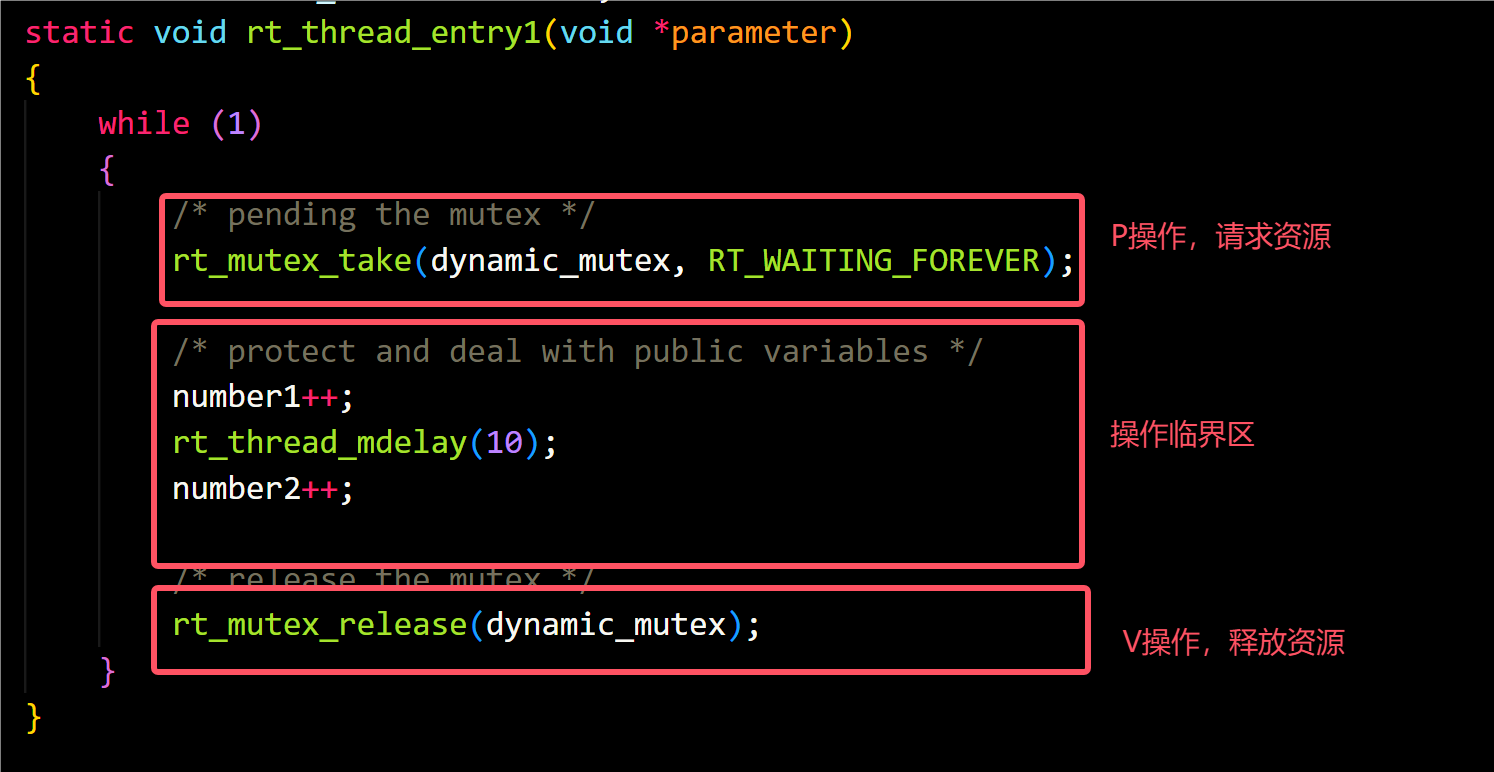 static void rt_thread_entry1(void *parameter)
{
while (1)
{
/* pending the mutex */
rt_mutex_take(dynamic_mutex, RT_WAITING_FOREVER);
P操作，请求资源
/* protect and deal with public variables */
number1++;
rt_thread_mdelay(10);
操作临界区
number2++;
/* release the mutex */
rt_mutex_release(dynamic_mutex);
V操作，释放资源
}
}